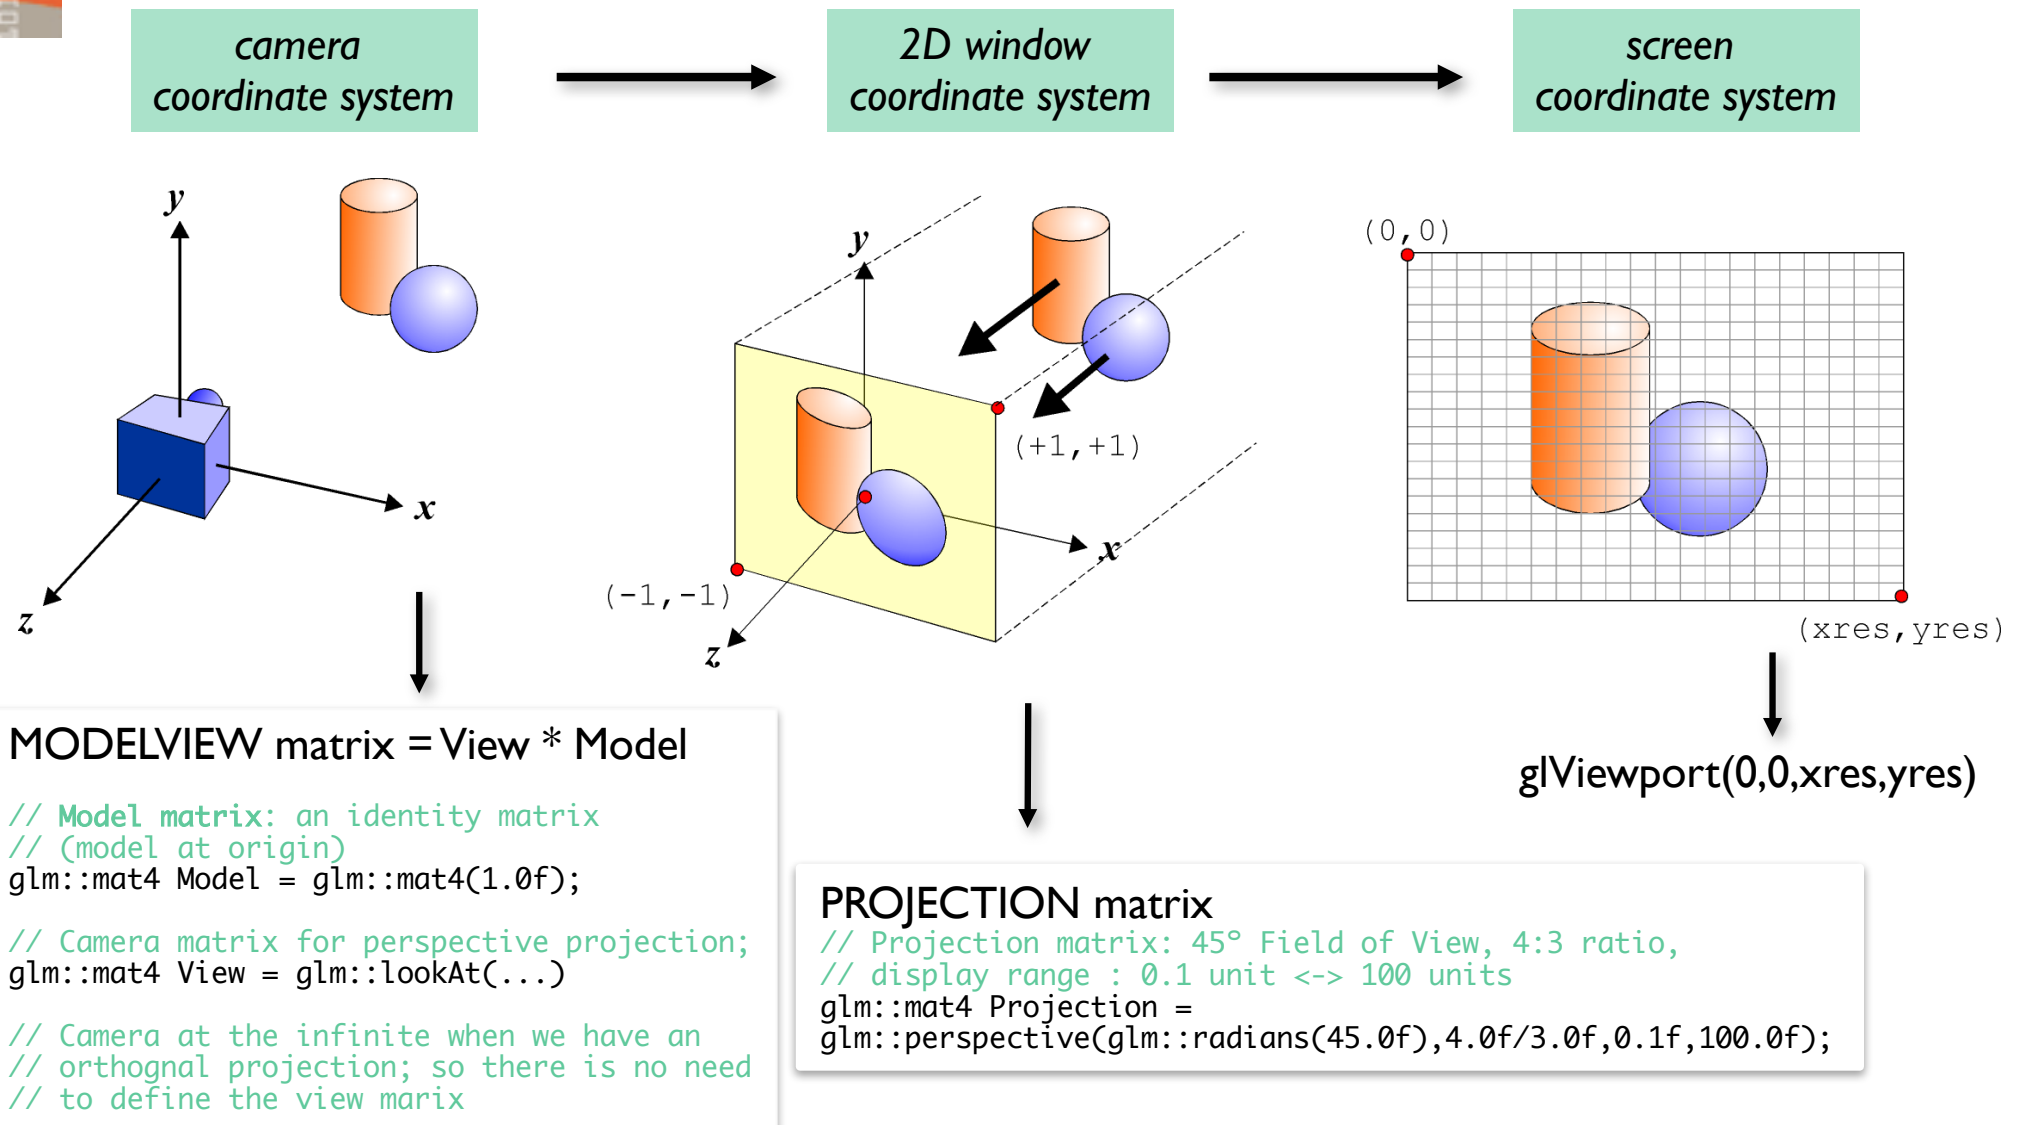 camera
coordinate system
2D window
coordinate system
screen
coordinate system
y
x
z
y
(+1,+1)
x
(-1,-1)
z
(0,0)
(xres,yres)
MODELVIEW matrix = View * Model
// Model matrix: an identity matrix
// (model at origin)
glm::mat4 Model = glm::mat4(1.0f);
// Camera matrix for perspective projection;
glm::mat4 View = glm::lookAt(...)
// Camera at the infinite when we have an
// orthognal projection; so there is no need
// to define the view marix
PROJECTION matrix
// Projection matrix: 45º Field of View, 4:3 ratio,
// display range : 0.1 unit <-> 100 units
glm::mat4 Projection =
glm::perspective(glm::radians(45.0f),4.0f/3.0f,0.1f,100.0f);
glViewport(0,0,xres,yres)